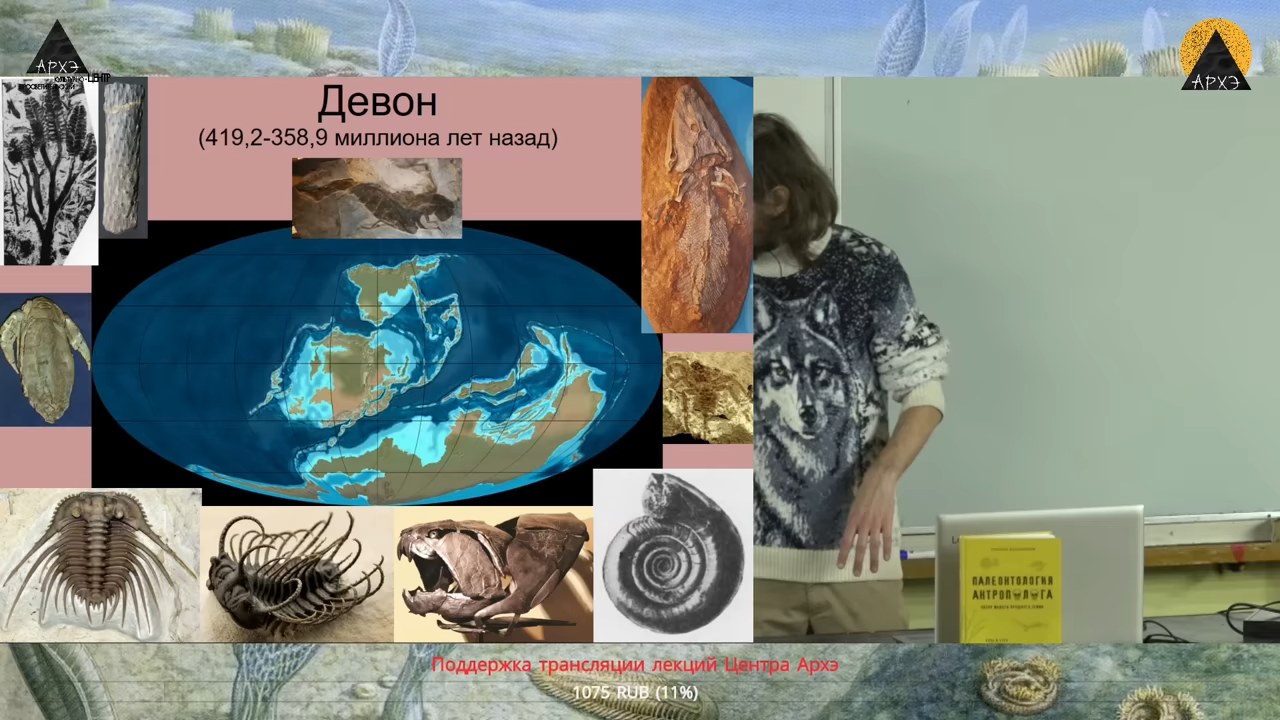 АРХЭ
ЦЕНТР
АРХЭ
Девон
(419,2-358,9 миллиона лет назад)
ПАЛЕОНТОЛОГИЯ
АНТРОПОЛОГА
Поддержка трансляции лекций Центра Архэ
1075 RUB (11%)